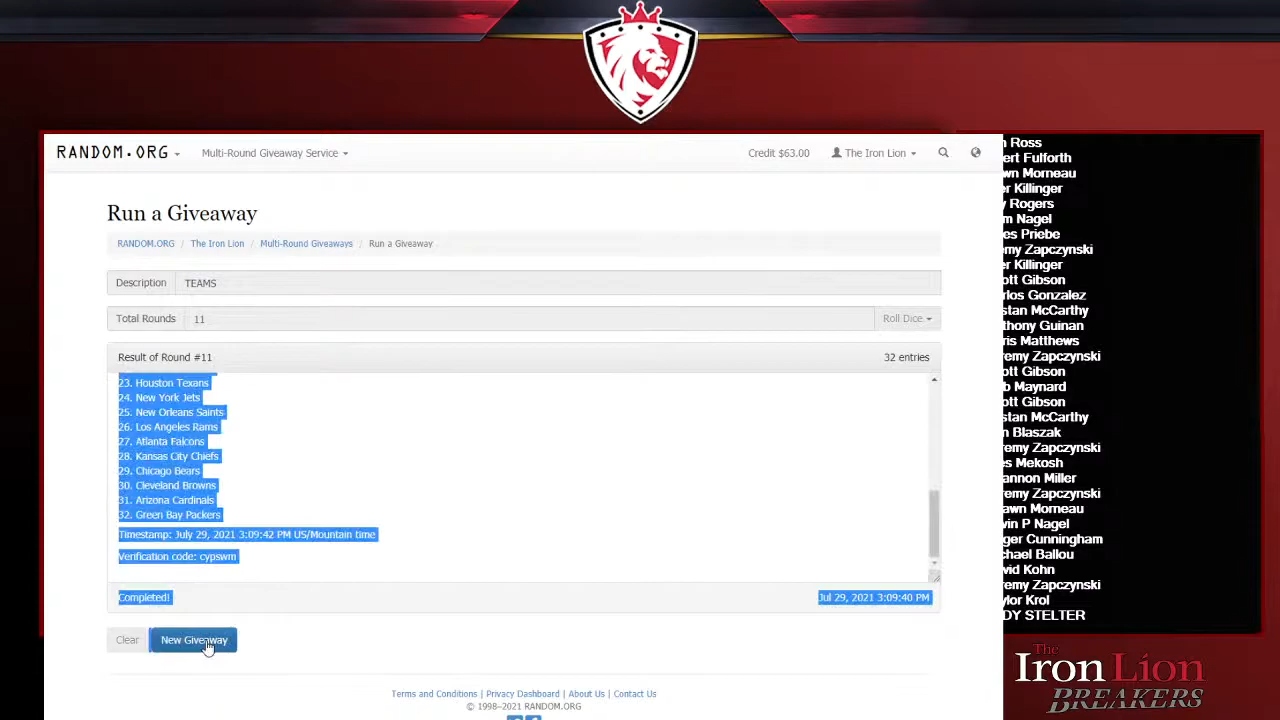 RANDOM.ORG
Multi-Round Giveaway Service
Credit $63.00
The Iron Lion
Run a Giveaway
RANDOM.ORG / The Iron Lion / Multi-Round Giveaways / Run a Giveaway
Description TEAMS
Total Rounds 11 Roll Dice
Result of Round #11 32 entries
23. Houston Texans
24. New York Jets
25. New Orleans Saints
26. Los Angeles Rams
27. Atlanta Falcons
28. Kansas City Chiefs
29. Chicago Bears
30. Cleveland Browns
31. Arizona Cardinals
32. Green Bay Packers
Timestamp: July 29, 2021 3:09:42 PM US/Mountain time
Verification code: cypswm
Completed! Jul 29, 2021 3:09:40 PM
Clear New Giveaway
Terms and Conditions | Privacy Dashboard | About Us | Contact Us
© 1998–2021 RANDOM.ORG
Ross
ert Fulforth
wn Morneau
er Killinger
y Rogers
m Nagel
es Priebe
emy Zapczynski
er Killinger
ott Gibson
rlos Gonzalez
stan McCarthy
thony Guinan
ris Matthews
emy Zapczynski
ott Gibson
b Maynard
ott Gibson
stan McCarthy
n Blaszak
emy Zapczynski
es Mekosh
annon Miller
emy Zapczynski
awn Morneau
vin P Nagel
ger Cunningham
chael Ballou
vid Kohn
emy Zapczynski
ylor Krol
DY STELTER
The
Iron Lion
BREAKERS